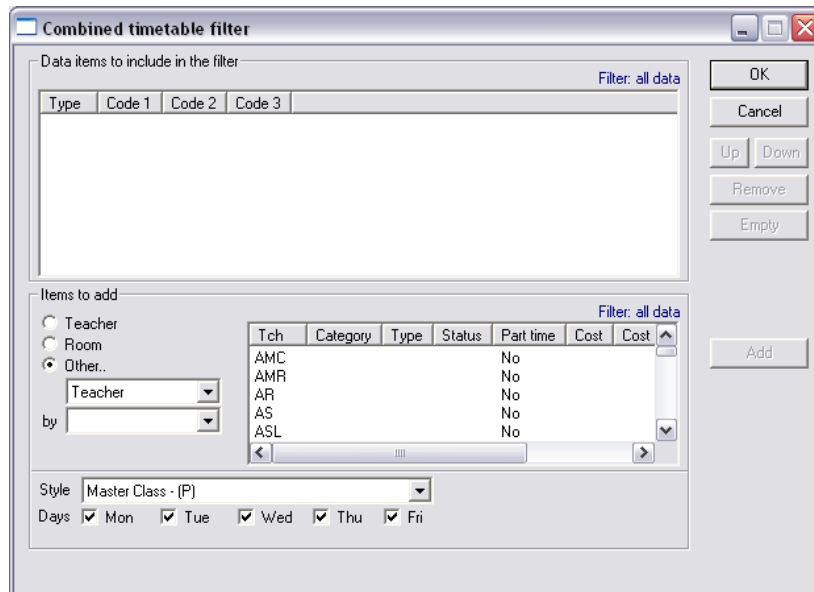 Combined timetable filter
Data items to include in the filter
Filter: all data
Type Code 1 Code 2 Code 3
OK
Cancel
Up Down
Remove
Empty
Items to add
Filter: all data
Teacher
Room
Other..
Teacher
by
Tch Category Type Status Part time Cost Cost
AMC No
AMR No
AR No
AS No
ASL No
Add
Style Master Class - (P)
Days Mon Tue Wed Thu Fri